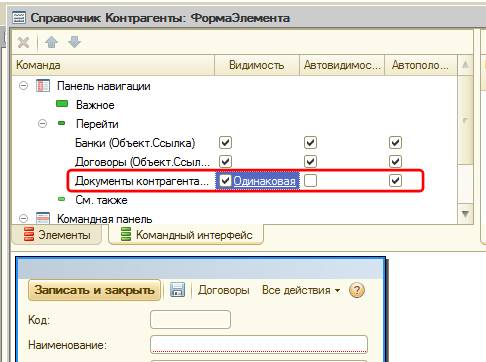 Справочник Контрагенты: ФормаЭлемента
Команда Видимость Автовидимос... Автополо...
Панель навигации
Важное
Перейти
Банки (Объект.Ссылка)
Договоры (Объект.Ссыл...
Документы контрагента... Одинаковая
См. также
Командная панель
Элементы Командный интерфейс
Записать и закрыть Договоры Все действия ?
Код:
Наименование: